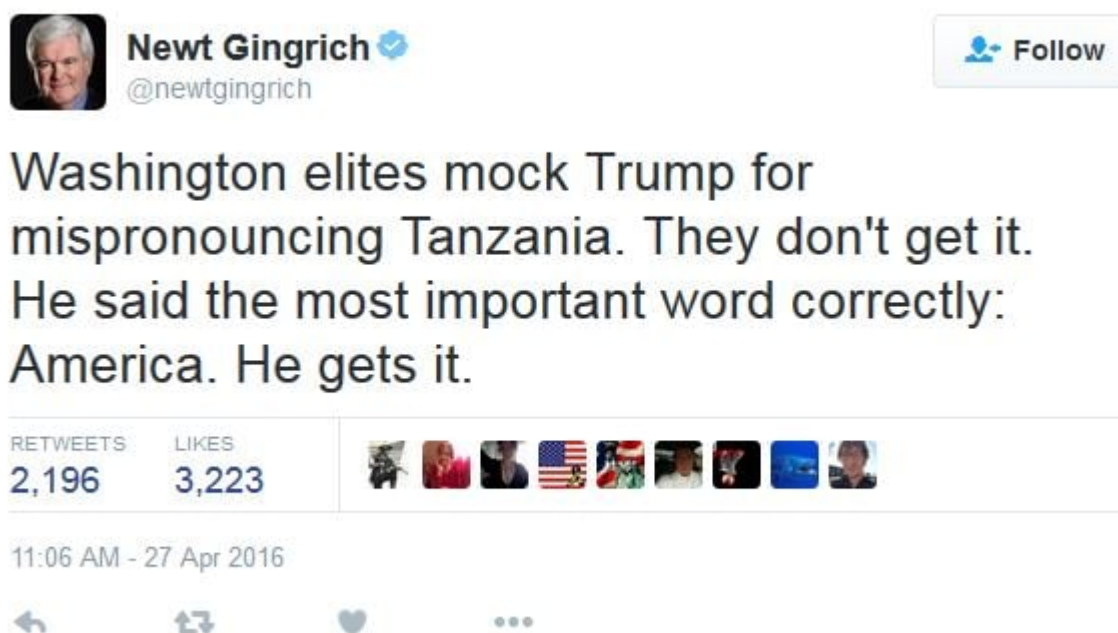 Newt Gingrich
Follow
@newtgingrich
Washington elites mock Trump for
mispronouncing Tanzania. They don't get it.
He said the most important word correctly:
America. He gets it.
RETWEETS LIKES
2,196 3,223
11:06 AM - 27 Apr 2016